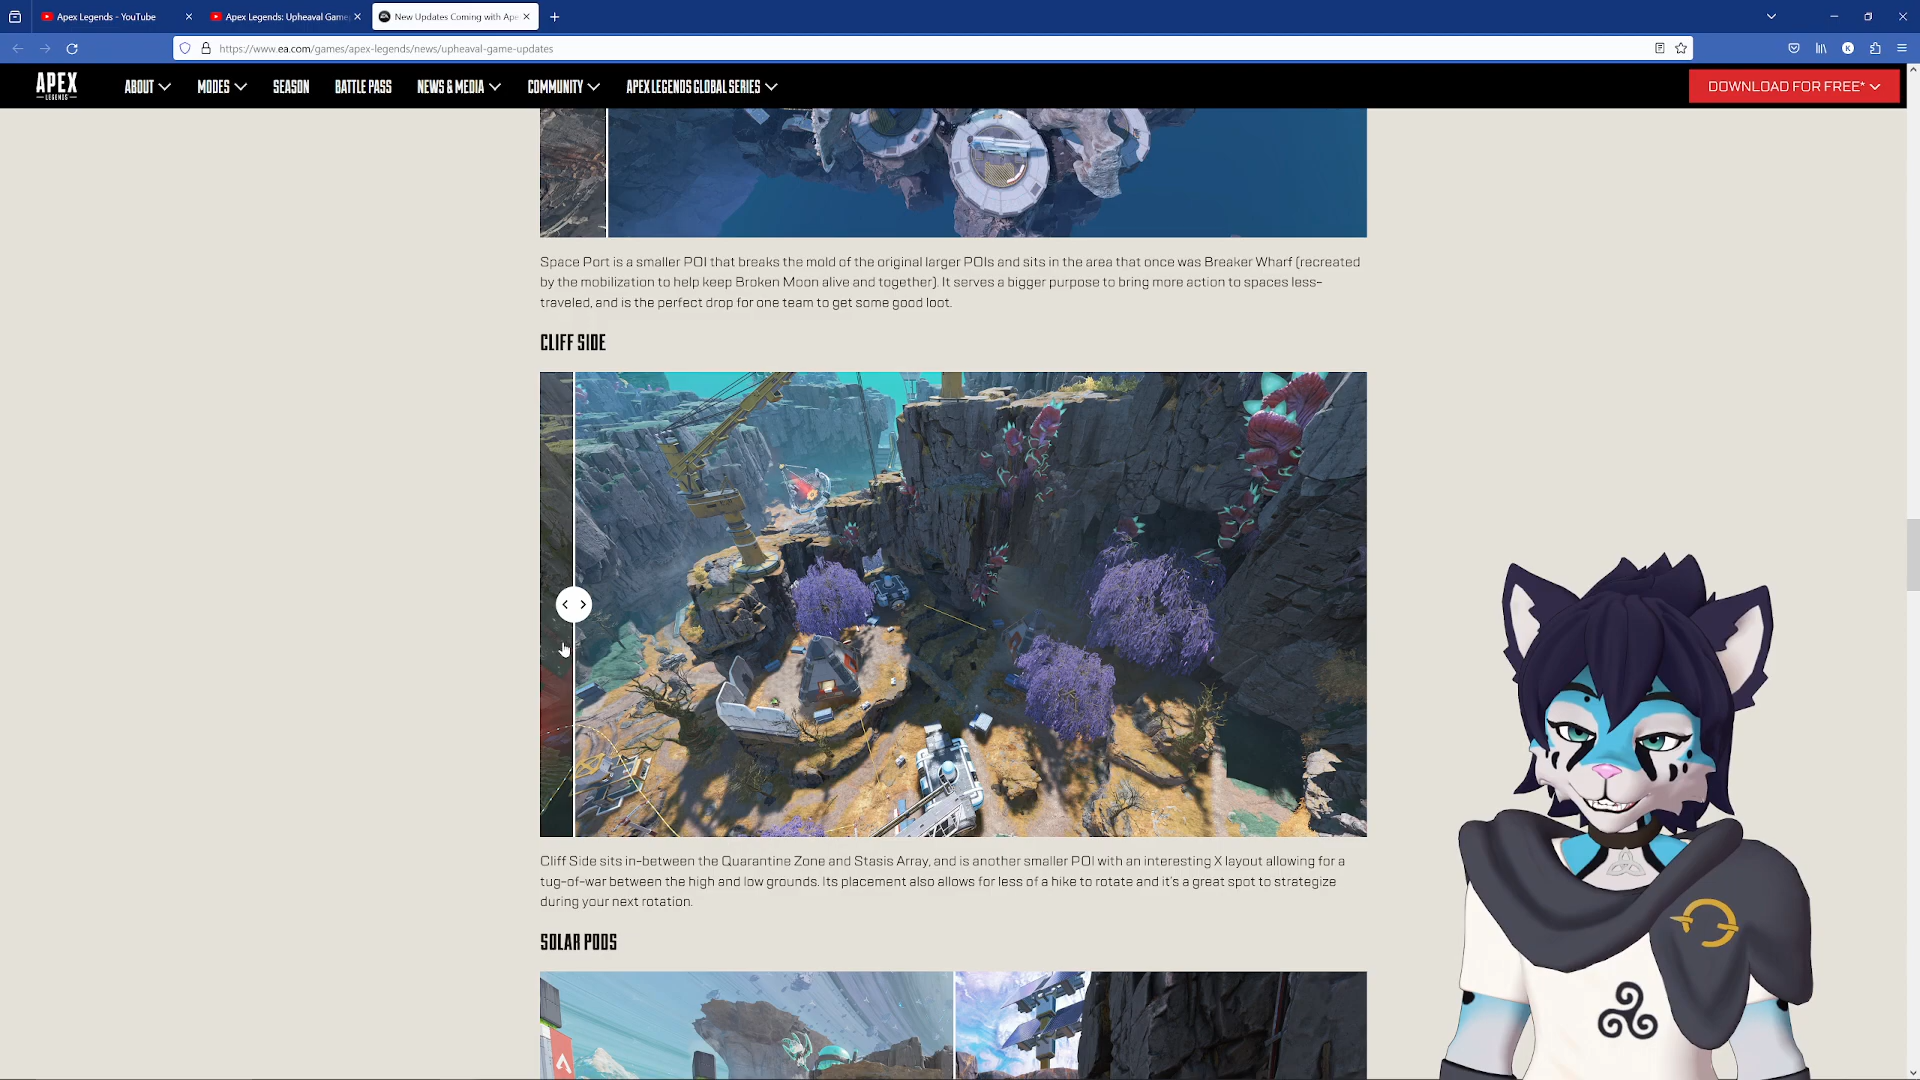 Apex Legends - YouTube
Apex Legends: Upheaval Game
New Updates Coming with Ape
https://www.ea.com/games/apex-legends/news/upheaval-game-updates
APEX
LEGENDS
ABOUT
MODES
SEASON
BATTLE PASS
NEWS & MEDIA
COMMUNITY
APEX LEGENDS GLOBAL SERIES
DOWNLOAD FOR FREE*
Space Port is a smaller POI that breaks the mold of the original larger POIs and sits in the area that once was Breaker Wharf (recreated
by the mobilization to help keep Broken Moon alive and together). It serves a bigger purpose to bring more action to spaces less-
traveled, and is the perfect drop for one team to get some good loot.
CLIFF SIDE
Cliff Side sits in-between the Quarantine Zone and Stasis Array, and is another smaller POI with an interesting X layout allowing for a
tug-of-war between the high and low grounds. Its placement also allows for less of a hike to rotate and it's a great spot to strategize
during your next rotation.
SOLAR PODS